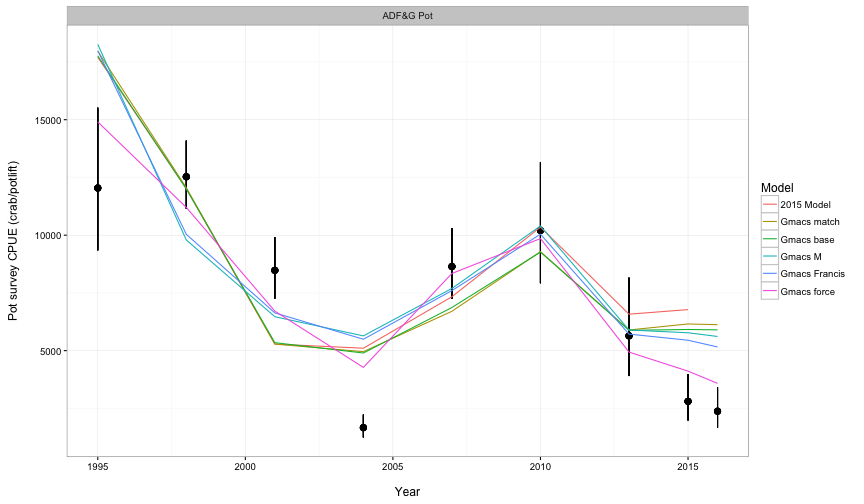 ADF&G Pot
Pot survey CPUE (crab/potlift)
15000
10000
5000
1995
2000
2005
2010
2015
Year
Model
2015 Model
Gmacs match
Gmacs base
Gmacs M
Gmacs Francis
Gmacs force